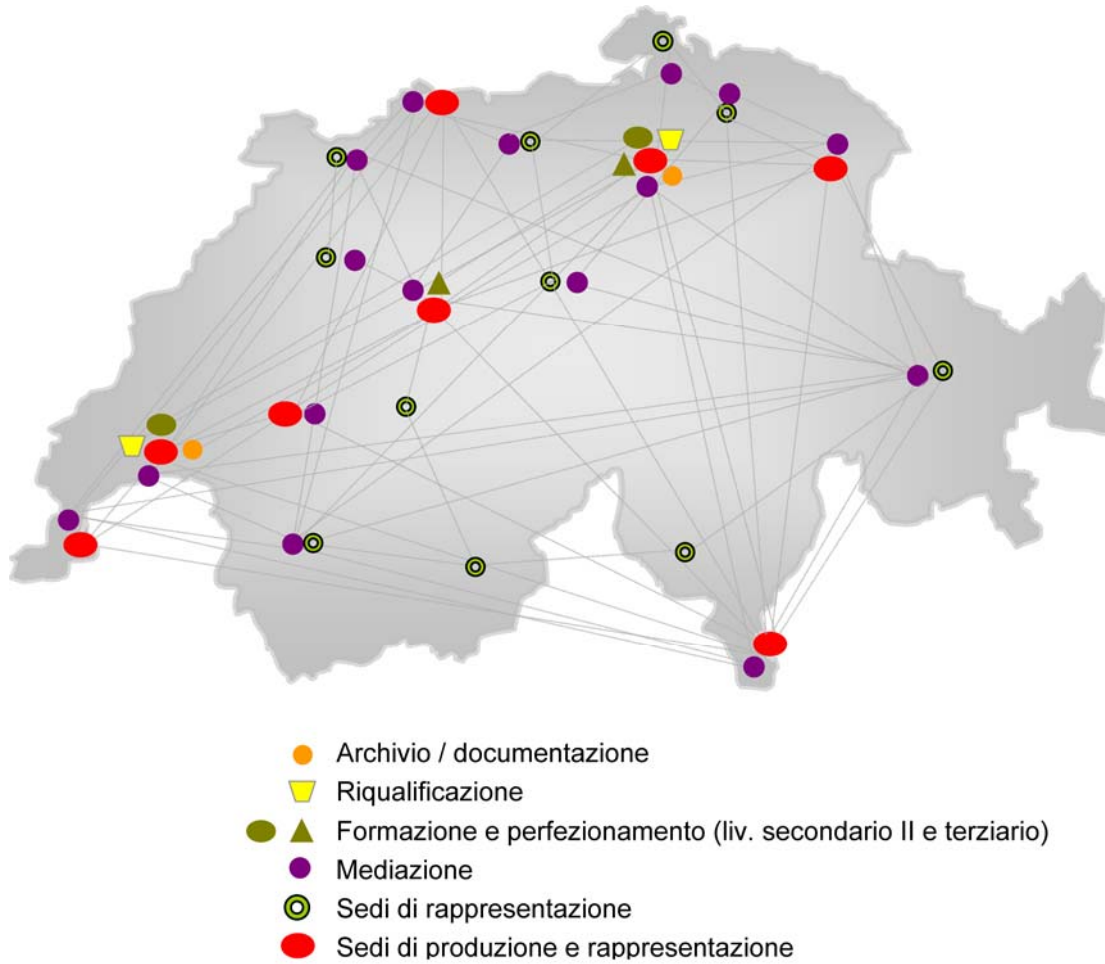 Archivio / documentazione
Riqualificazione
Formazione e perfezionamento (liv. secondario II e terziario)
Mediazione
Sedi di rappresentazione
Sedi di produzione e rappresentazione